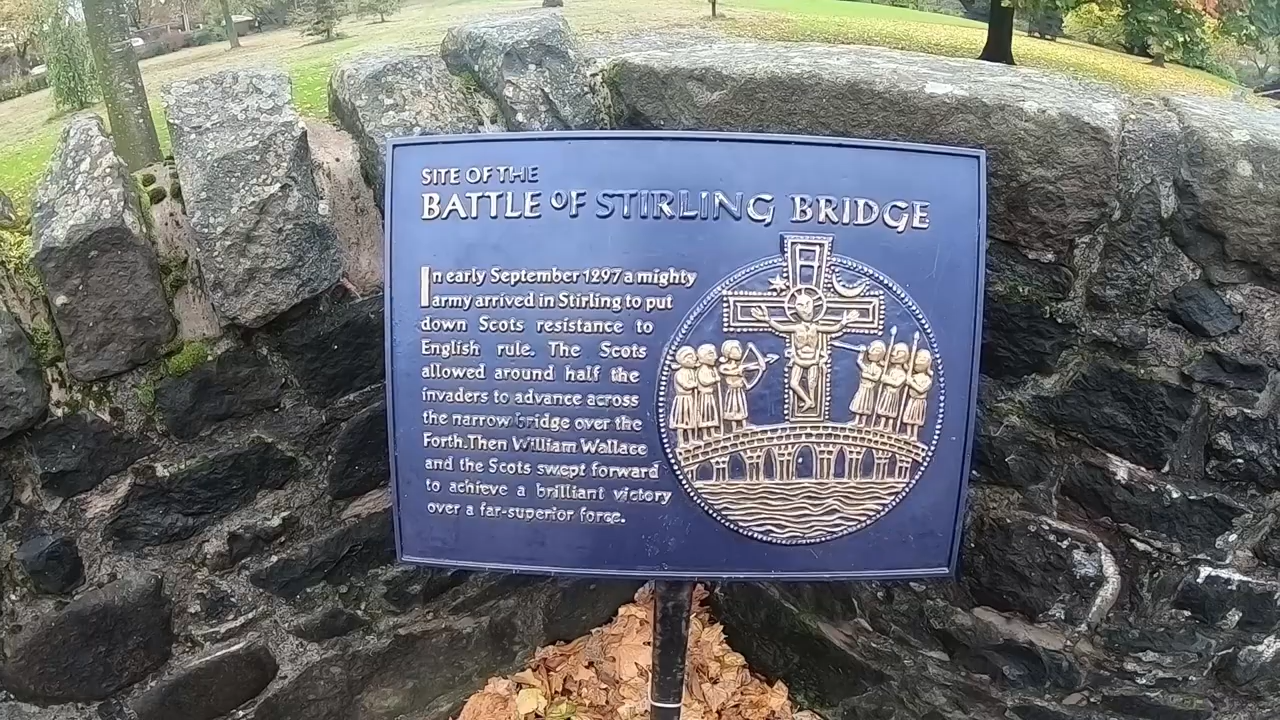 SITE OF THE
BATTLE OF STIRLING BRIDGE
In early September 1297 a mighty
army arrived in Stirling to put
down Scots resistance to
English rule. The Scots
allowed around half the
invaders to advance across
the narrow bridge over the
Forth.Then William Wallace
and the Scots swept forward
to achieve a brilliant victory
over a far-superior force.